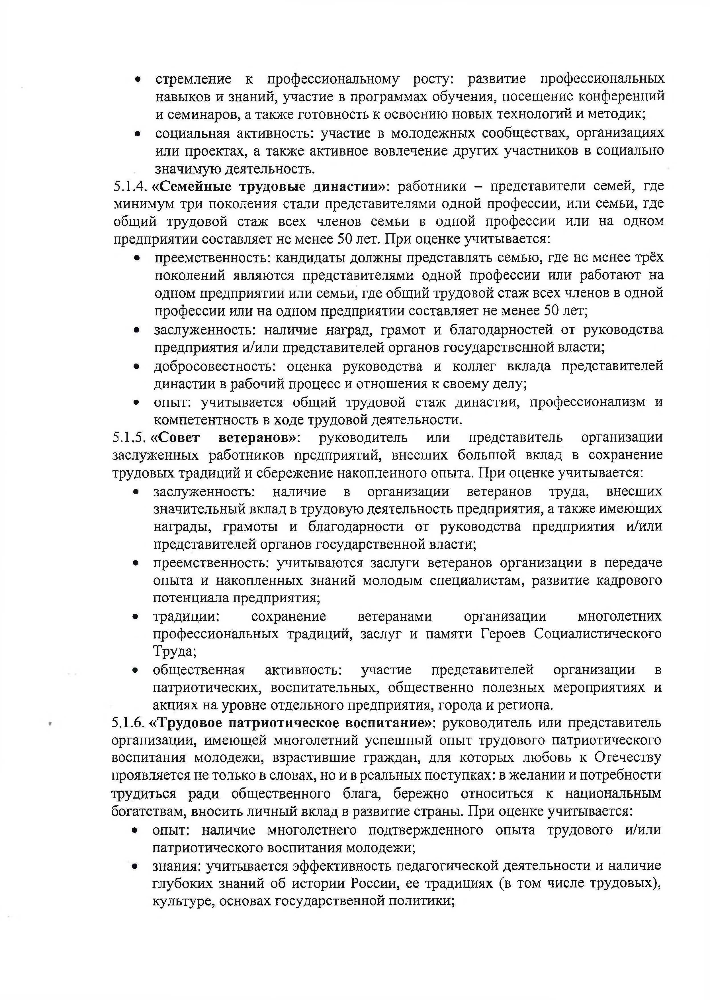 • стремление к профессиональному росту: развитие профессиональных
навыков и знаний, участие в программах обучения, посещение конференций
и семинаров, а также готовность к освоению новых технологий и методик;
• социальная активность: участие в молодежных сообществах, организациях
или проектах, а также активное вовлечение других участников в социально
значимую деятельность.
5.1.4. «Семейные трудовые династии»: работники – представители семей, где
минимум три поколения стали представителями одной профессии, или семьи, где
общий трудовой стаж всех членов семьи в одной профессии или на одном
предприятии составляет не менее 50 лет. При оценке учитывается:
• преемственность: кандидаты должны представлять семью, где не менее трёх
поколений являются представителями одной профессии или работают на
одном предприятии или семьи, где общий трудовой стаж всех членов в одной
профессии или на одном предприятии составляет не менее 50 лет;
• заслуженность: наличие наград, грамот и благодарностей от руководства
предприятия и/или представителей органов государственной власти;
• добросовестность: оценка руководства и коллег вклада представителей
династии в рабочий процесс и отношения к своему делу;
• опыт: учитывается общий трудовой стаж династии, профессионализм и
компетентность в ходе трудовой деятельности.
5.1.5. «Совет ветеранов»: руководитель или представитель организации
заслуженных работников предприятий, внесших большой вклад в сохранение
трудовых традиций и сбережение накопленного опыта. При оценке учитывается:
• заслуженность: наличие в организации ветеранов труда, внесших
значительный вклад в трудовую деятельность предприятия, а также имеющих
награды, грамоты и благодарности от руководства предприятия и/или
представителей органов государственной власти;
• преемственность: учитываются заслуги ветеранов организации в передаче
опыта и накопленных знаний молодым специалистам, развитие кадрового
потенциала предприятия;
• традиции: сохранение ветеранами организации многолетних
профессиональных традиций, заслуг и памяти Героев Социалистического
Труда;
• общественная активность: участие представителей организации в
патриотических, воспитательных, общественно полезных мероприятиях и
акциях на уровне отдельного предприятия, города и региона.
5.1.6. «Трудовое патриотическое воспитание»: руководитель или представитель
организации, имеющей многолетний успешный опыт трудового патриотического
воспитания молодежи, взрастившие граждан, для которых любовь к Отечеству
проявляется не только в словах, но и в реальных поступках: в желании и потребности
трудиться ради общественного блага, бережно относиться к национальным
богатствам, вносить личный вклад в развитие страны. При оценке учитывается:
• опыт: наличие многолетнего подтвержденного опыта трудового и/или
патриотического воспитания молодежи;
• знания: учитывается эффективность педагогической деятельности и наличие
глубоких знаний об истории России, ее традициях (в том числе трудовых),
культуре, основах государственной политики;